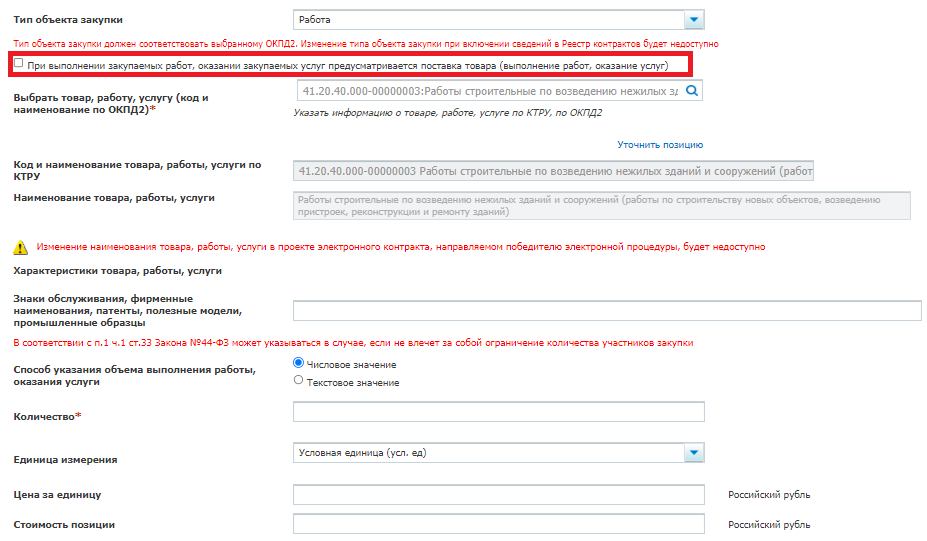 Тип объекта закупки
Работа
Тип объекта закупки должен соответствовать выбранному ОКПД2. Изменение типа объекта закупки при включении сведений в Реестр контрактов будет недоступно
При выполнении закупаемых работ, оказании закупаемых услуг предусматривается поставка товара (выполнение работ, оказание услуг)
Выбрать товар, работу, услугу (код и
наименование по ОКПД2)*
41.20.40.000-00000003:Работы строительные по возведению нежилых зд
Указать информацию о товаре, работе, услуге по КТРУ, по ОКПД2
Уточнить позицию
Код и наименование товара, работы, услуги по
КТРУ
41.20.40.000-00000003 Работы строительные по возведению нежилых зданий и сооружений (работ
Наименование товара, работы, услуги
Работы строительные по возведению нежилых зданий и сооружений (работы по строительству новых объектов, возведению
пристроек, реконструкции и ремонту зданий)
Изменение наименования товара, работы, услуги в проекте электронного контракта, направляемом победителю электронной процедуры, будет недоступно
Характеристики товара, работы, услуги
Знаки обслуживания, фирменные
наименования, патенты, полезные модели,
промышленные образцы
В соответствии с п.1 ч.1 ст.33 Закона №44-ФЗ может указываться в случае, если не влечет за собой ограничение количества участников закупки
Способ указания объема выполнения работы,
оказания услуги
Числовое значение
Текстовое значение
Количество*
Единица измерения
Условная единица (усл. ед)
Цена за единицу
Российский рубль
Стоимость позиции
Российский рубль